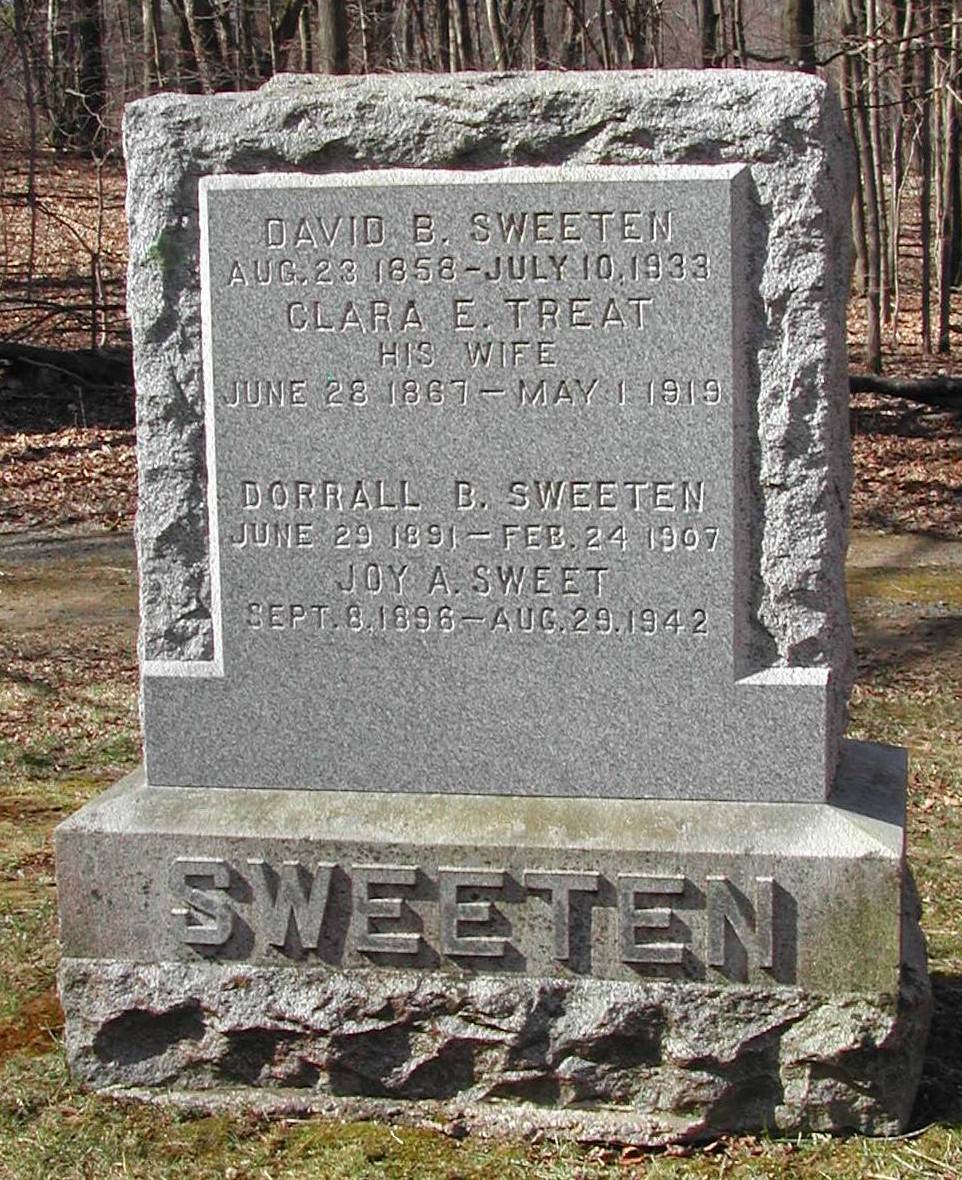 DAVID B. SWEETEN
AUG. 23 1858-JULY 10, 1933
CLARA E. TREAT
HIS WIFE
JUNE 28 1867-MAY 1 1919
DORRALL B. SWEETEN
JUNE 29 1891-FEB. 24 1907
JOY A. SWEET
SEPT. 8, 1896-AUG. 29, 1942
SWEETEN